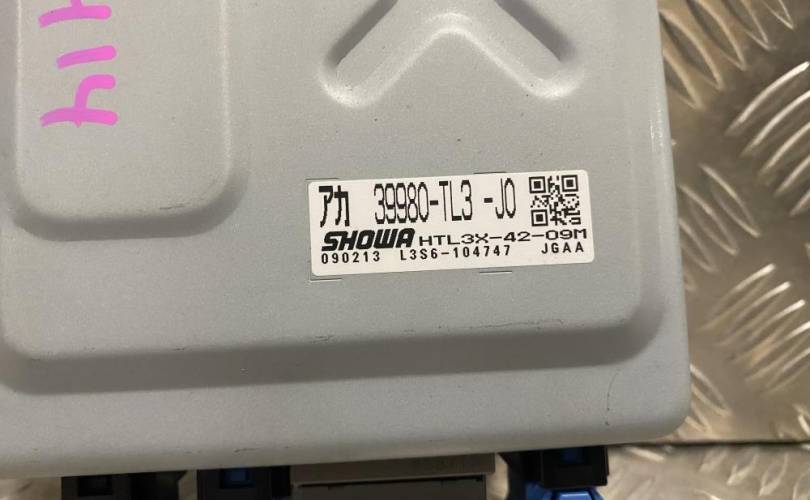 アカ 39980-TL3 -J0
SHOWA HTL3X-42-09M
090213 L3S6-104747 JGAA